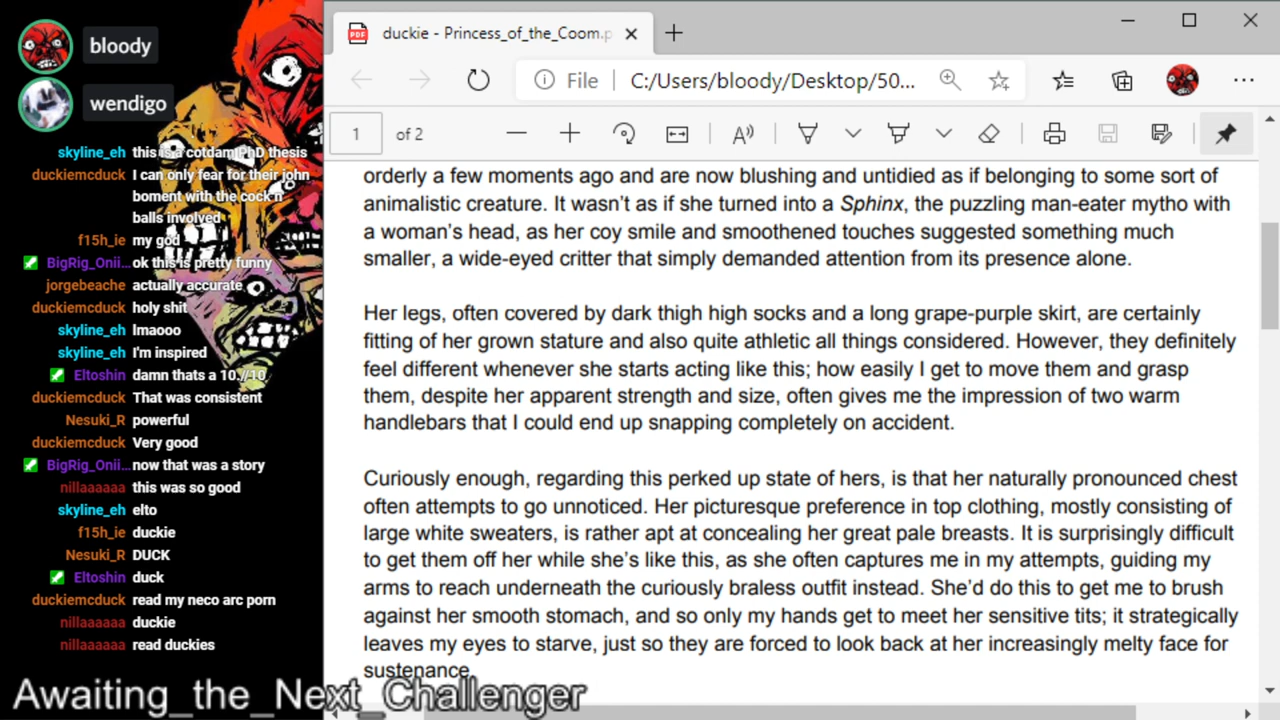 bloody
wendigo
skyline_eh this is a cotdam PhD thesis
duckiemcduck I can only fear for their john
boment with the cock n
balls involved
f15h_ie my god
BigRig_Onii... ok this is pretty funny
jorgebeache actually accurate
duckiemcduck holy shit
skyline_eh lmaooo
skyline_eh I'm inspired
Eltoshin damn thats a 10.//10
duckiemcduck That was consistent
Nesuki_R powerful
duckiemcduck Very good
BigRig_Onii... now that was a story
nillaaaaaa this was so good
skyline_eh elto
f15h_ie duckie
Nesuki_R DUCK
Eltoshin duck
duckiemcduck read my neco arc porn
nillaaaaaa duckie
nillaaaaaa read duckies
Awaiting_the_Next_Challenger
PDF duckie - Princess_of_the_Coom.p
File C:/Users/bloody/Desktop/50...
1 of 2
orderly a few moments ago and are now blushing and untidied as if belonging to some sort of
animalistic creature. It wasn't as if she turned into a Sphinx, the puzzling man-eater mytho with
a woman's head, as her coy smile and smoothened touches suggested something much
smaller, a wide-eyed critter that simply demanded attention from its presence alone.
Her legs, often covered by dark thigh high socks and a long grape-purple skirt, are certainly
fitting of her grown stature and also quite athletic all things considered. However, they definitely
feel different whenever she starts acting like this; how easily I get to move them and grasp
them, despite her apparent strength and size, often gives me the impression of two warm
handlebars that I could end up snapping completely on accident.
Curiously enough, regarding this perked up state of hers, is that her naturally pronounced chest
often attempts to go unnoticed. Her picturesque preference in top clothing, mostly consisting of
large white sweaters, is rather apt at concealing her great pale breasts. It is surprisingly difficult
to get them off her while she's like this, as she often captures me in my attempts, guiding my
arms to reach underneath the curiously braless outfit instead. She'd do this to get me to brush
against her smooth stomach, and so only my hands get to meet her sensitive tits; it strategically
leaves my eyes to starve, just so they are forced to look back at her increasingly melty face for
sustenance.